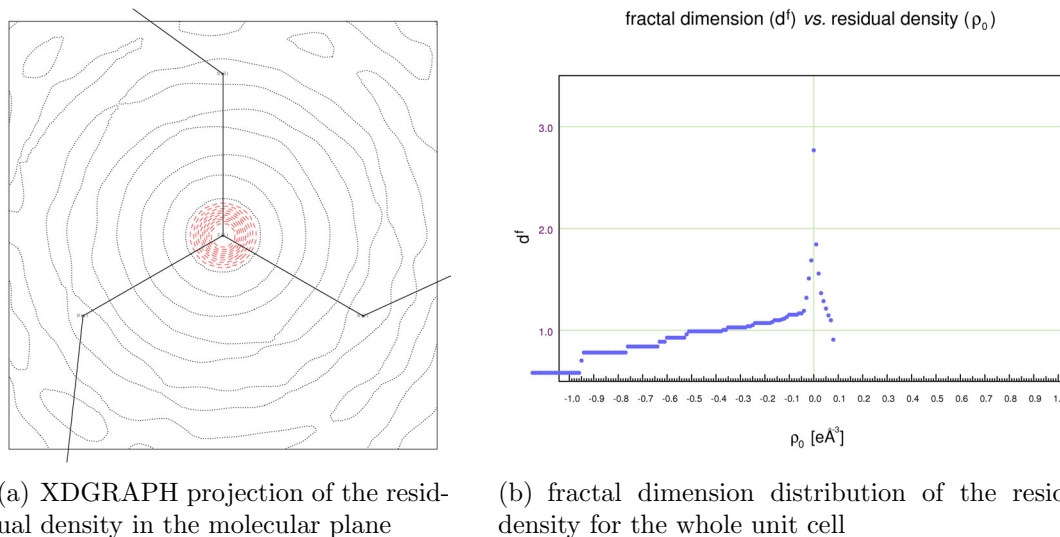 fractal dimension (dᶠ) vs. residual density (ρ₀)
3.0
2.0
dᶠ
1.0
-1.0 -0.9 -0.8 -0.7 -0.6 -0.5 -0.4 -0.3 -0.2 -0.1 0.0 0.1 0.2 0.3 0.4 0.5 0.6 0.7 0.8 0.9 1.
ρ₀ [eÅ⁻³]
(a) XDGRAPH projection of the resid-
ual density in the molecular plane
(b) fractal dimension distribution of the resid
density for the whole unit cell